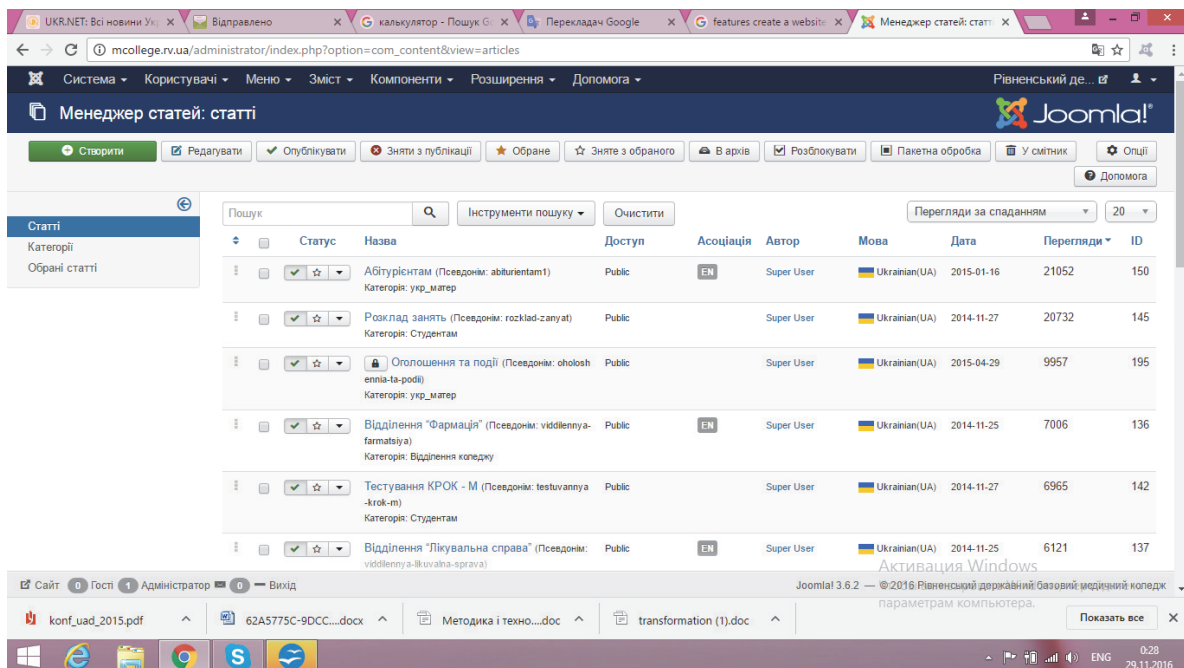 UKR.NET: Всі новини Укр
Відправлено
калькулятор - Пошук G
Перекладач Google
features create a website
Менеджер статей: статті
mcollege.rv.ua/administrator/index.php?option=com_content&view=articles
Система Користувачі Меню Зміст Компоненти Розширення Допомога Рівненський де...
Менеджер статей: статті Joomla!®
Створити Редагувати Опублікувати Зняти з публікації Обране Зняте з обраного В архів Розблокувати Пакетна обробка У смітник Опції
Допомога
Статті
Категорії
Обрані статті
Пошук Інструменти пошуку Очистити Перегляди за спаданням 20
Статус Назва Доступ Асоціація Автор Мова Дата Перегляди ID
Абітурієнтам (Псевдонім: abiturientam1) Public EN Super User Ukrainian(UA) 2015-01-16 21052 150
Категорія: укр_матер
Розклад занять (Псевдонім: rozklad-zanyat) Public Super User Ukrainian(UA) 2014-11-27 20732 145
Категорія: Студентам
Оголошення та події (Псевдонім: oholosh Public Super User Ukrainian(UA) 2015-04-29 9957 195
ennia-ta-podii)
Категорія: укр_матер
Відділення "Фармація" (Псевдонім: viddilennya- Public EN Super User Ukrainian(UA) 2014-11-25 7006 136
farmatsiya)
Категорія: Відділення коледжу
Тестування КРОК - М (Псевдонім: testuvannya Public Super User Ukrainian(UA) 2014-11-27 6965 142
-krok-m)
Категорія: Студентам
Відділення "Лікувальна справа" (Псевдонім: Public EN Super User Ukrainian(UA) 2014-11-25 6121 137
viddilennya-likuvalna-sprava)
Активация Windows
Сайт 0 Гості 1 Адміністратор 0 Вихід Joomla! 3.6.2 — © 2016 Рівненський державний базовий медичний коледж
параметрам компьютера.
konf_uad_2015.pdf 62A5775C-9DCC....docx Методика і техно....doc transformation (1).doc Показать все
ENG 0:28
29.11.2016